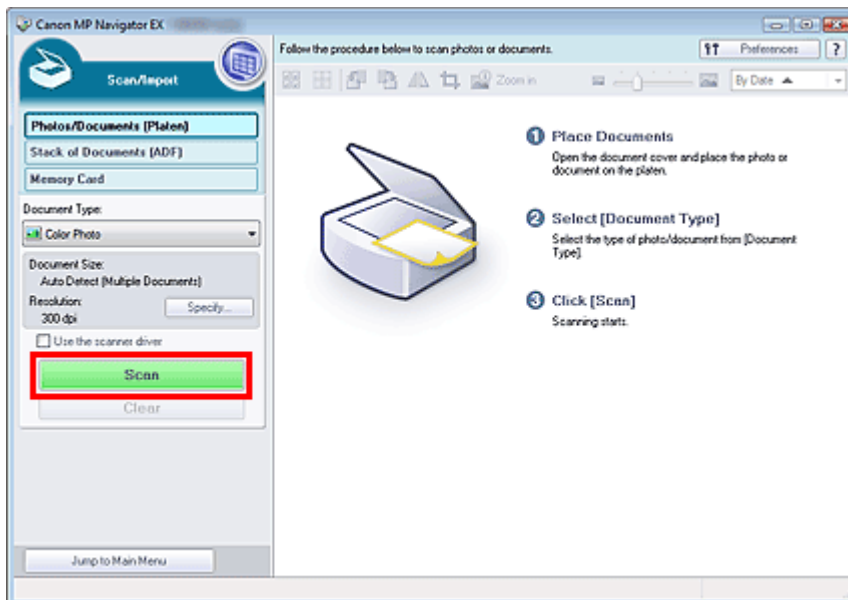 Canon MP Navigator EX
Scan/Import
Follow the procedure below to scan photos or documents.
Preferences
?
Zoom in
By Date
Photos/Documents (Platen)
Stack of Documents (ADF)
Memory Card
Document Type:
Color Photo
Document Size:
Auto Detect (Multiple Documents)
Resolution:
300 dpi
Specify...
Use the scanner driver
Scan
Clear
Jump to Main Menu
1 Place Documents
Open the document cover and place the photo or
document on the platen.
2 Select [Document Type]
Select the type of photo/document from [Document
Type].
3 Click [Scan]
Scanning starts.